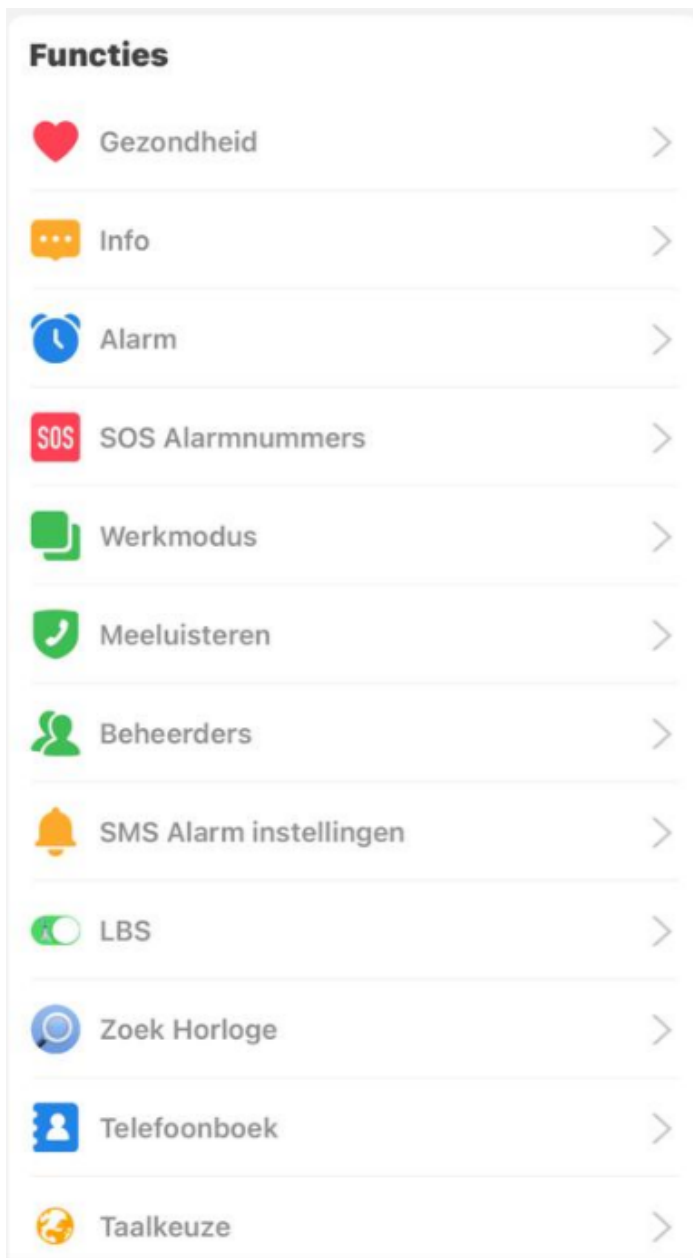 Functies
Gezondheid
Info
Alarm
SOS SOS Alarmnummers
Werkmodus
Meeluisteren
Beheerders
SMS Alarm instellingen
LBS
Zoek Horloge
Telefoonboek
Taalkeuze